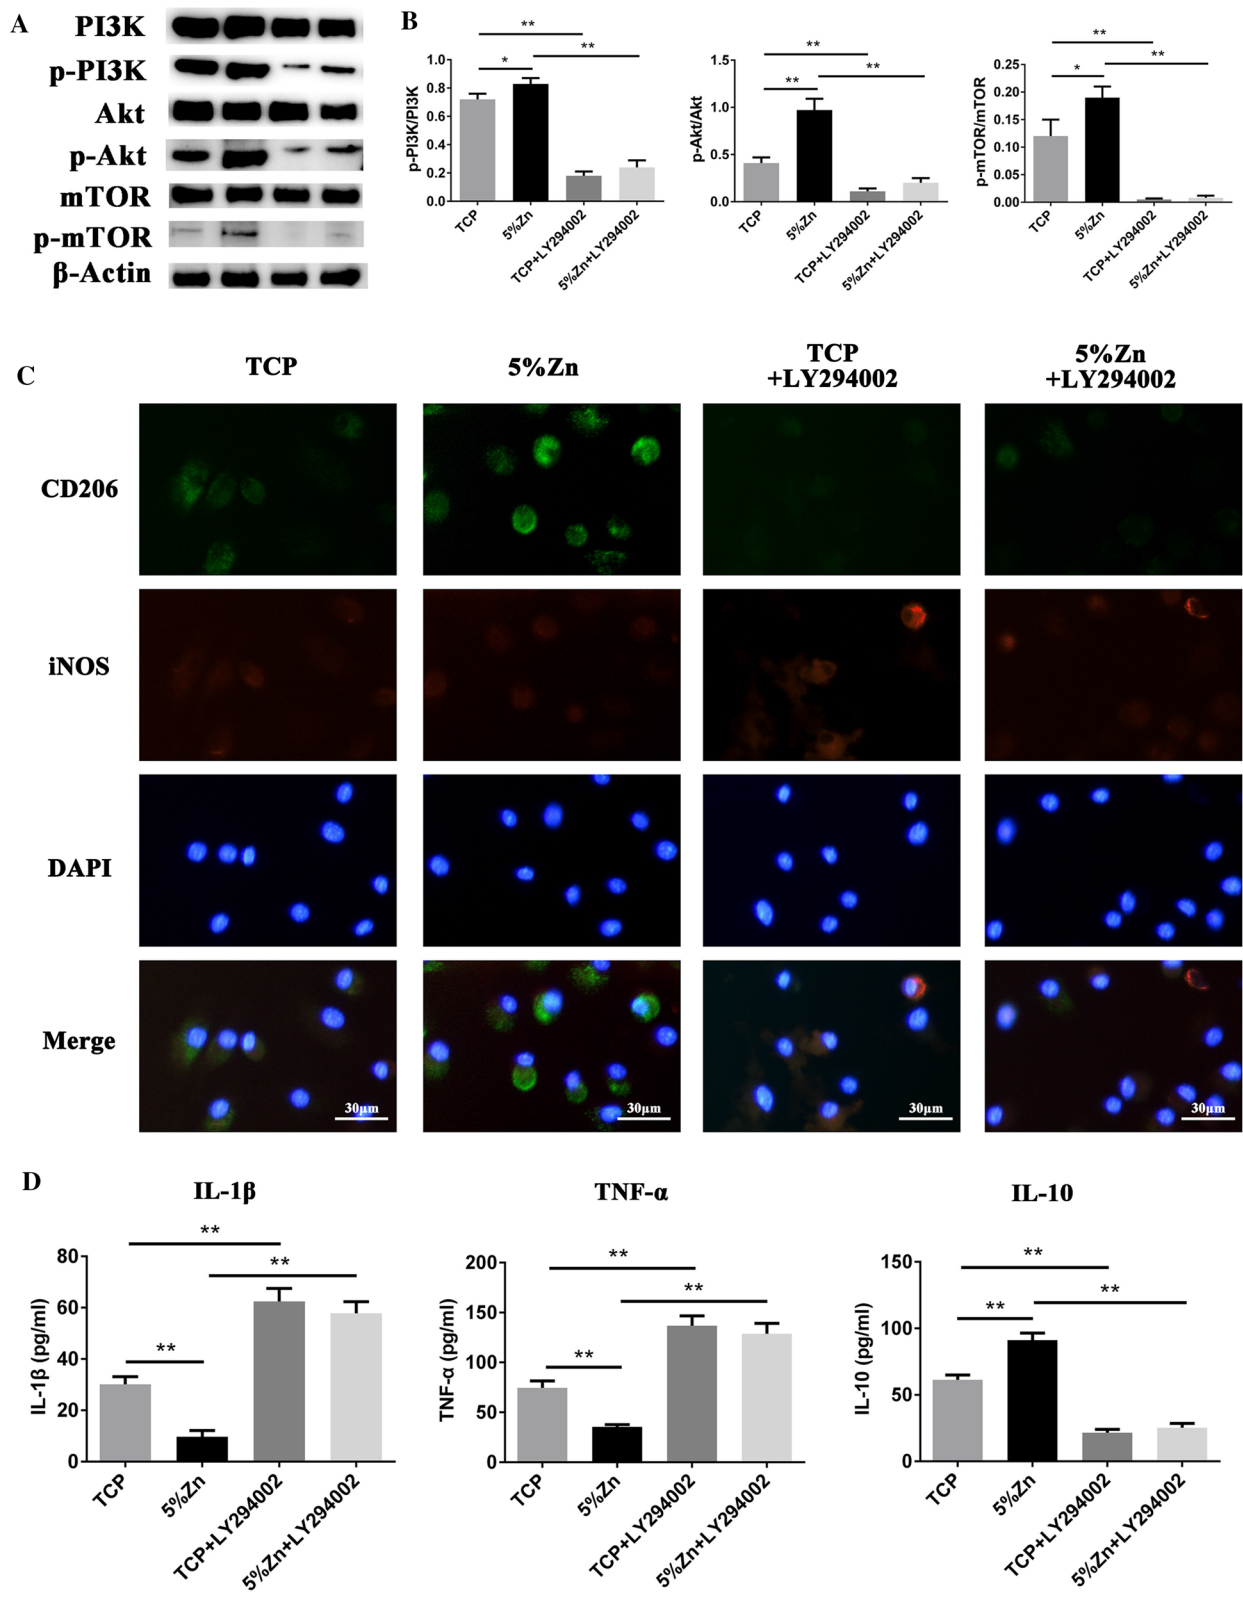 A
PI3K
p-PI3K
Akt
p-Akt
mTOR
p-mTOR
β-Actin
B
p-PI3K/PI3K
1.0
0.8
0.6
0.4
0.2
0.0
**
*
**
TCP
5%Zn
TCP+LY294002
5%Zn+LY294002
p-Akt/Akt
1.5
1.0
0.5
0.0
**
**
**
TCP
5%Zn
TCP+LY294002
5%Zn+LY294002
p-mTOR/mTOR
0.25
0.20
0.15
0.10
0.05
0.00
**
*
**
TCP
5%Zn
TCP+LY294002
5%Zn+LY294002
C
TCP
5%Zn
TCP
+LY294002
5%Zn
+LY294002
CD206
iNOS
DAPI
Merge
30μm
30μm
30μm
30μm
D
IL-1β
IL-1β (pg/ml)
80
60
40
20
0
**
**
**
TCP
5%Zn
TCP+LY294002
5%Zn+LY294002
TNF-α
TNF-α (pg/ml)
200
150
100
50
0
**
**
**
TCP
5%Zn
TCP+LY294002
5%Zn+LY294002
IL-10
IL-10 (pg/ml)
150
100
50
0
**
**
**
TCP
5%Zn
TCP+LY294002
5%Zn+LY294002